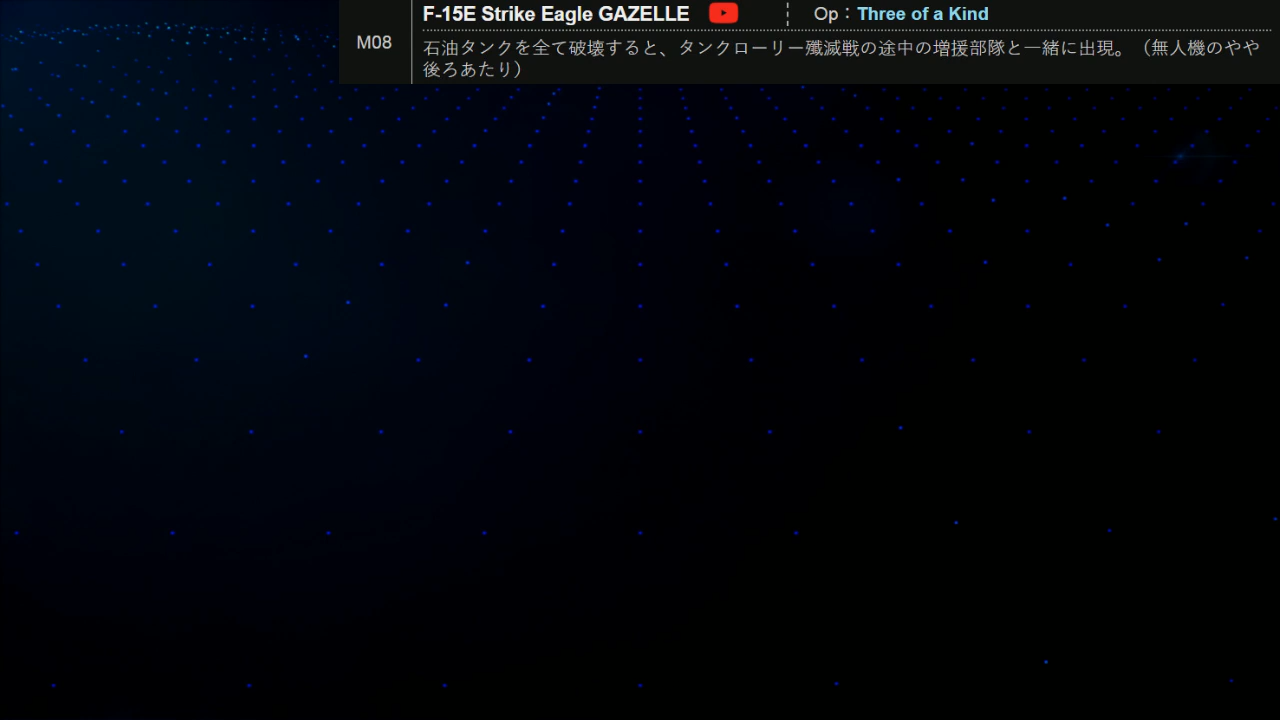 F-15E Strike Eagle GAZELLE
Op：Three of a Kind
M08
石油タンクを全て破壊すると、タンクローリー殲滅戦の途中の増援部隊と一緒に出現。（無人機のやや
後ろあたり）